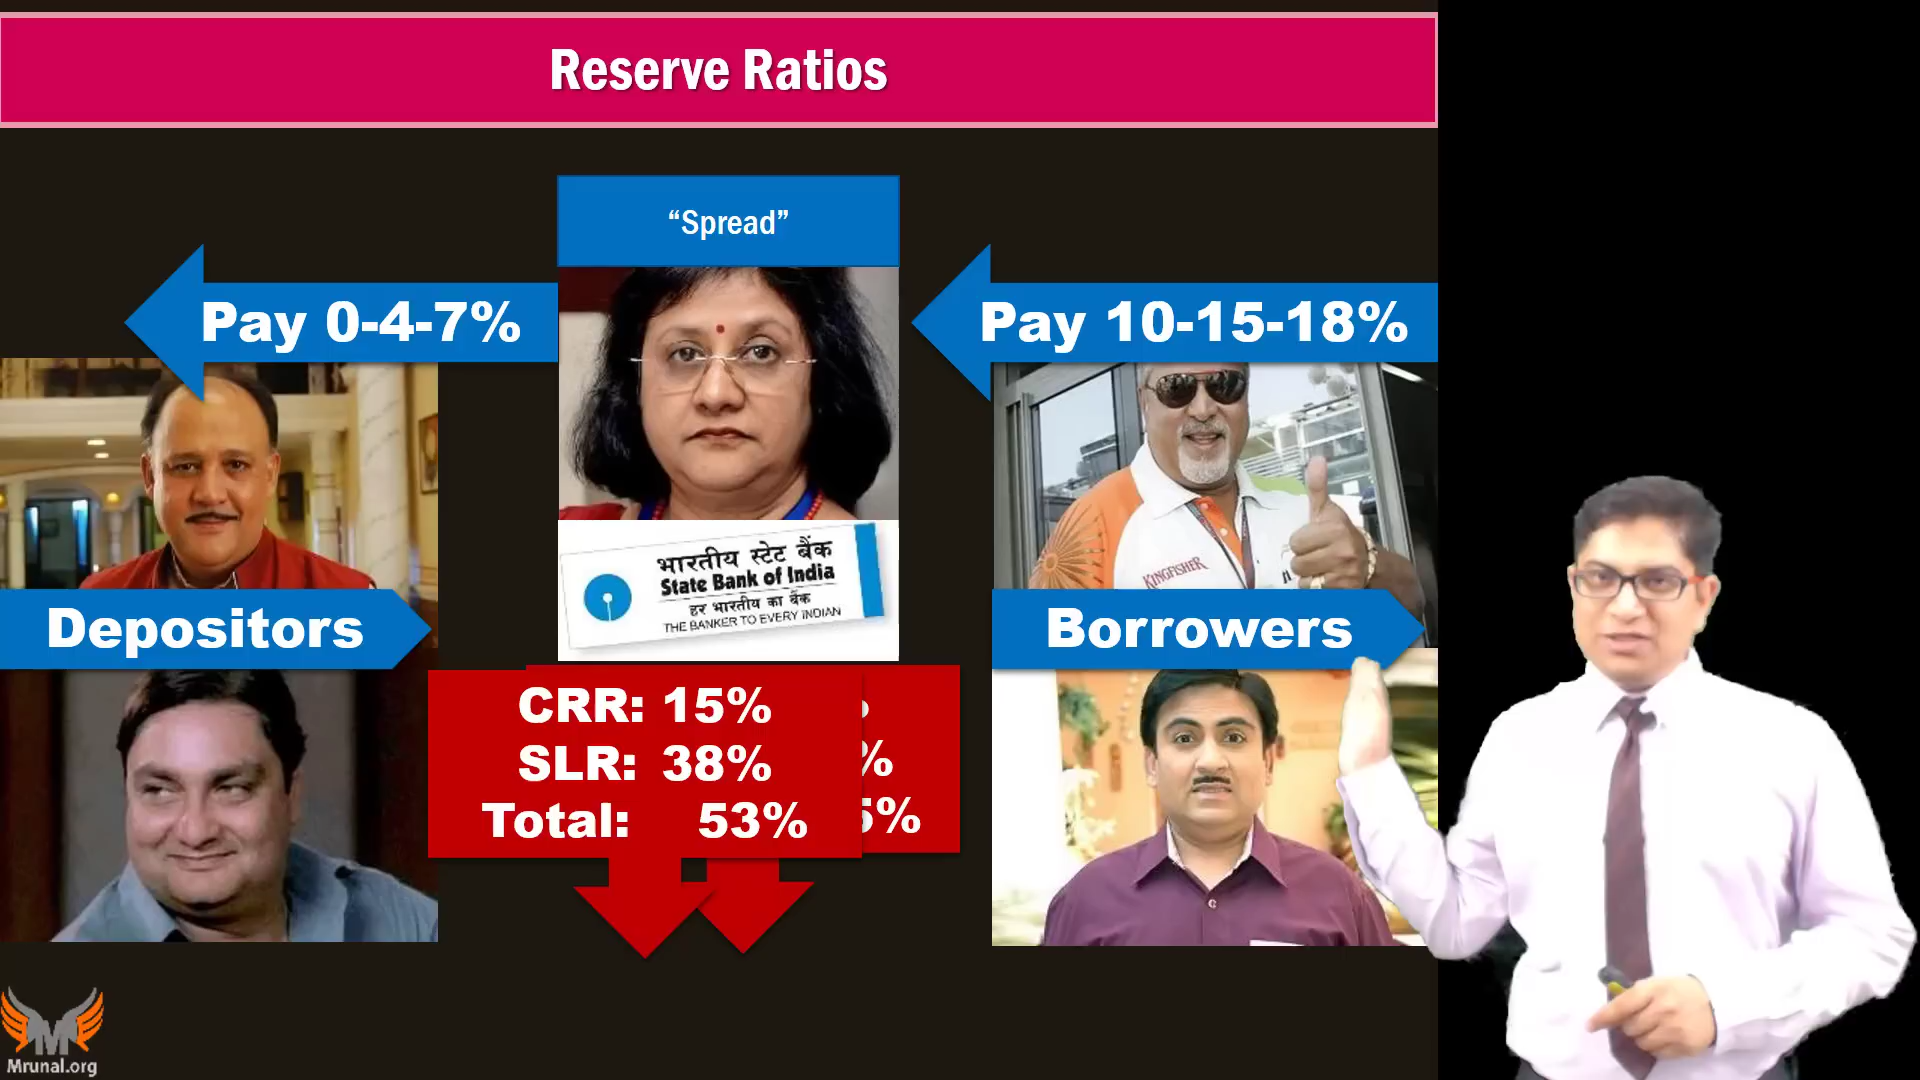 Reserve Ratios
“Spread”
Pay 0-4-7%
Pay 10-15-18%
KINGFISHER
भारतीय स्टेट बैंक
State Bank of India
हर भारतीय का बैंक
THE BANKER TO EVERY INDIAN
Depositors
Borrowers
CRR: 15%
SLR: 38%
%
Total: 53%
5%
Mrunal.org